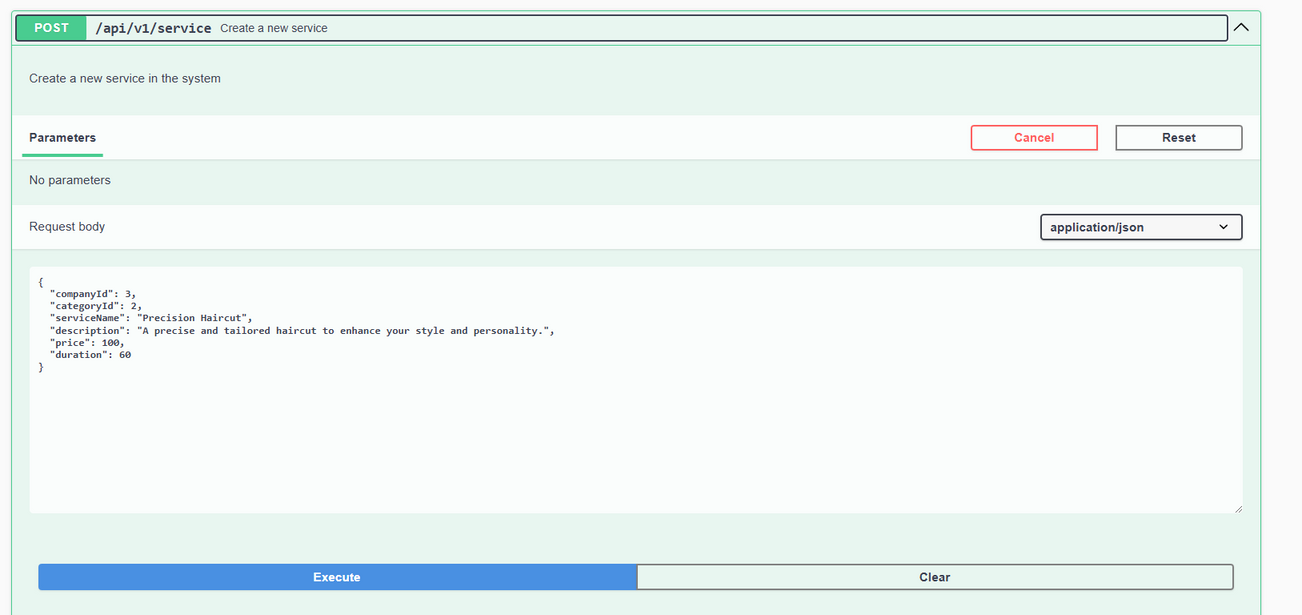 POST /api/v1/service Create a new service
Create a new service in the system
Parameters
Cancel
Reset
No parameters
Request body
application/json
{
  "companyId": 3,
  "categoryId": 2,
  "serviceName": "Precision Haircut",
  "description": "A precise and tailored haircut to enhance your style and personality.",
  "price": 100,
  "duration": 60
}
Execute
Clear